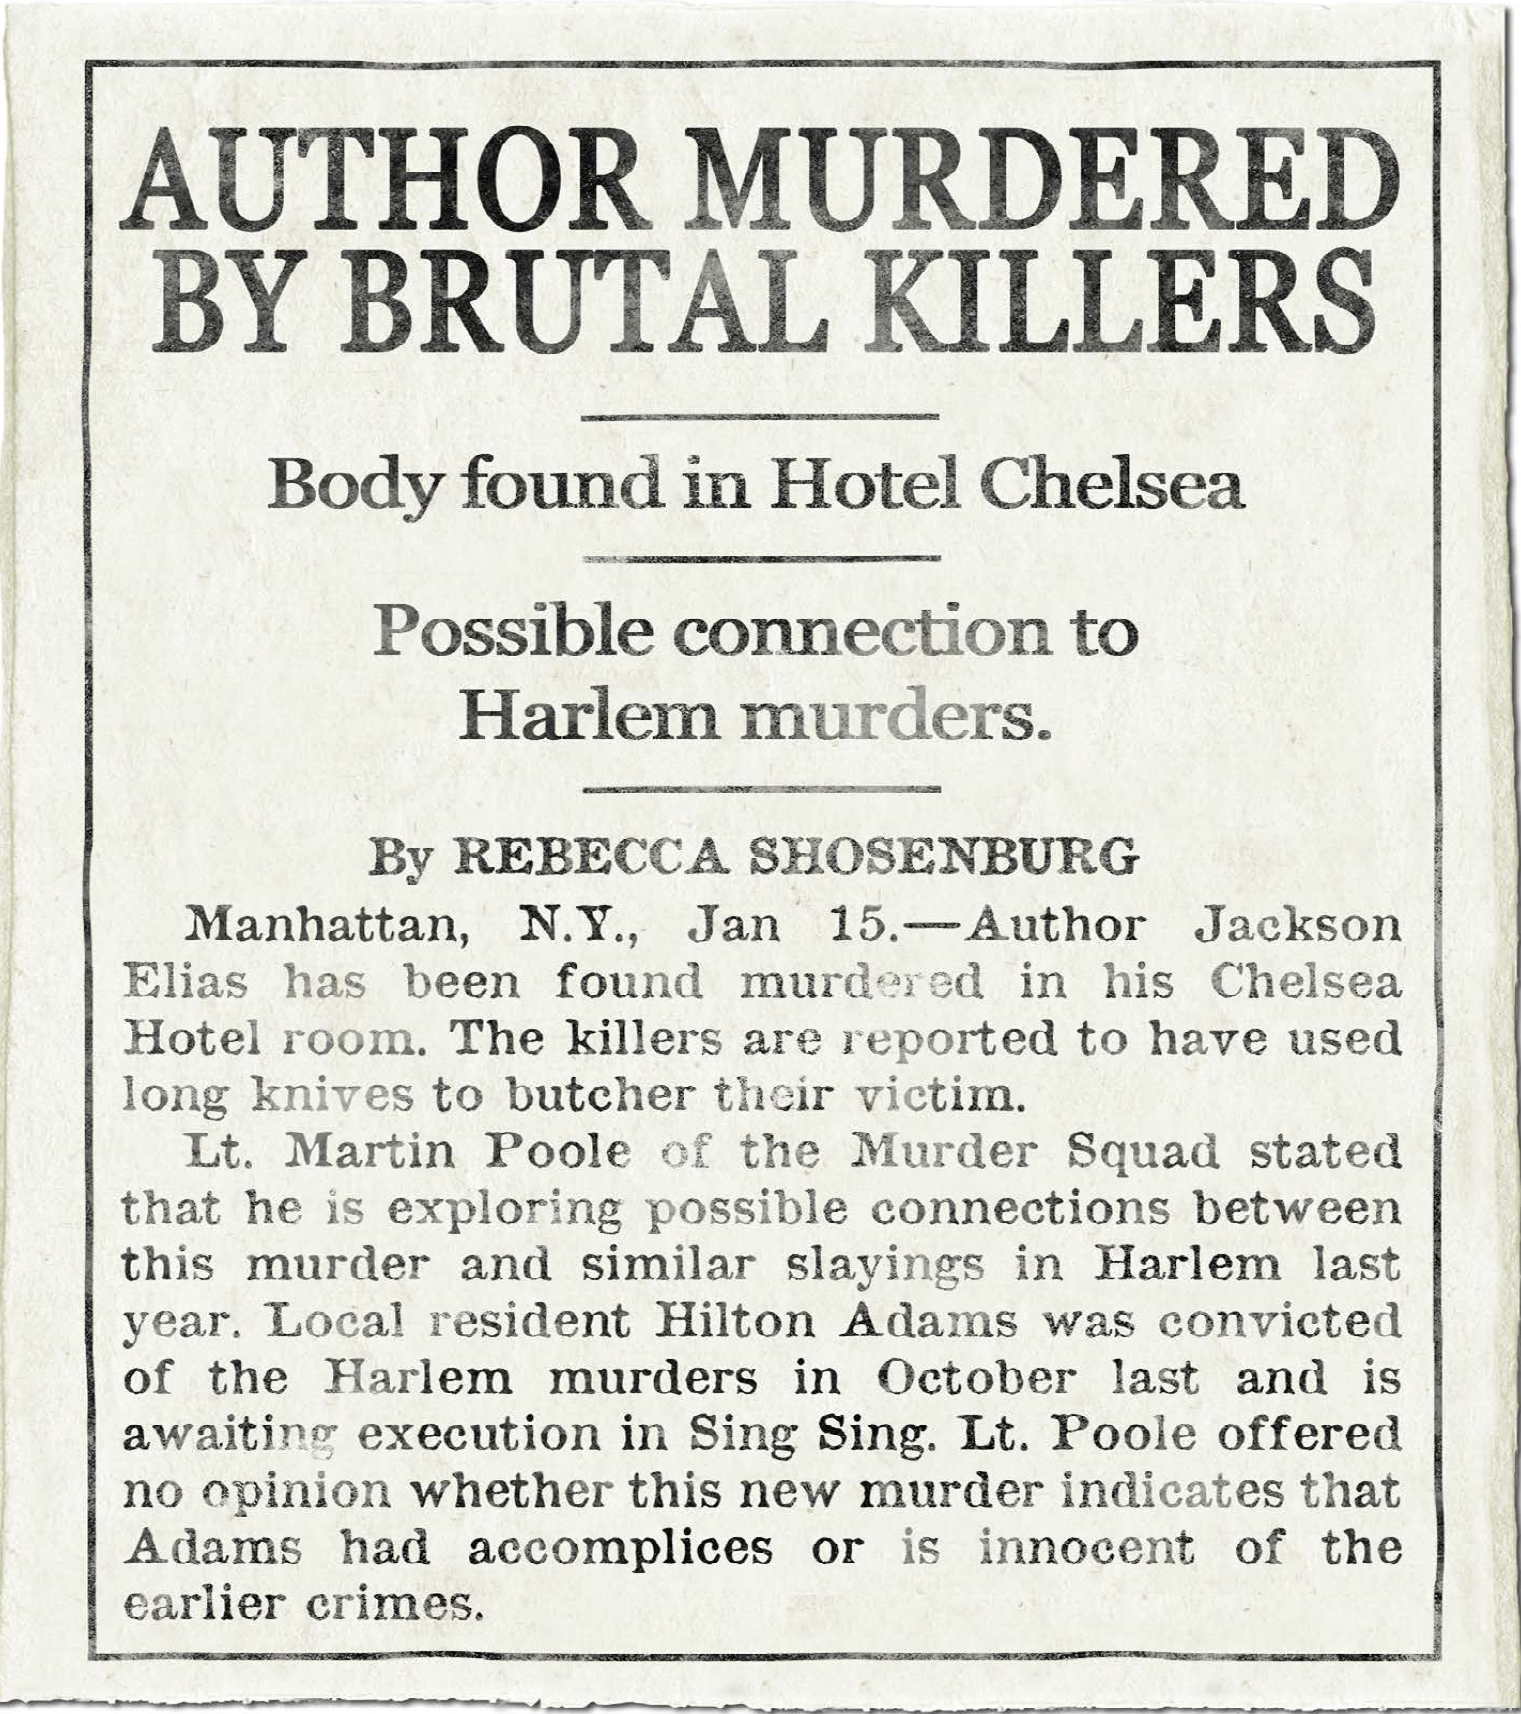 AUTHOR MURDERED
BY BRUTAL KILLERS
Body found in Hotel Chelsea
Possible connection to
Harlem murders.
By REBECCA SHOSENBURG
Manhattan, N.Y., Jan 15.—Author Jackson
Elias has been found murdered in his Chelsea
Hotel room. The killers are reported to have used
long knives to butcher their victim.
Lt. Martin Poole of the Murder Squad stated
that he is exploring possible connections between
this murder and similar slayings in Harlem last
year. Local resident Hilton Adams was convicted
of the Harlem murders in October last and is
awaiting execution in Sing Sing. Lt. Poole offered
no opinion whether this new murder indicates that
Adams had accomplices or is innocent of the
earlier crimes.